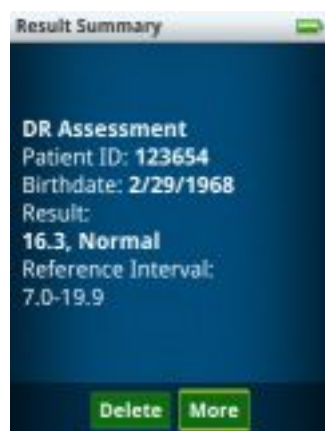 Result Summary
DR Assessment
Patient ID: 123654
Birthdate: 2/29/1968
Result:
16.3, Normal
Reference Interval:
7.0-19.9
Delete More